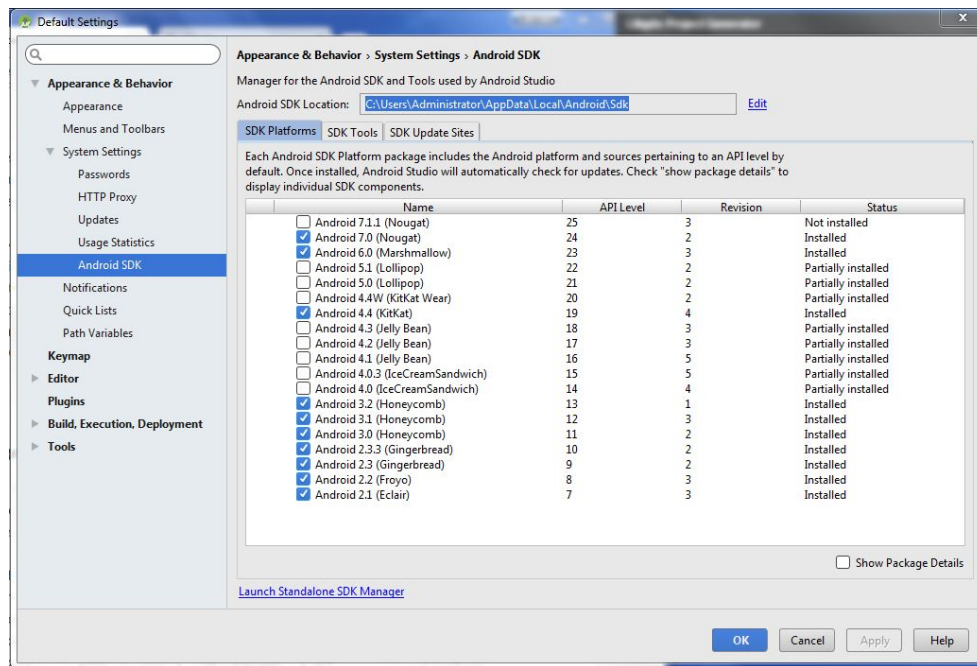 Default Settings
Appearance & Behavior › System Settings › Android SDK
Appearance & Behavior
Appearance
Menus and Toolbars
System Settings
Passwords
HTTP Proxy
Updates
Usage Statistics
Android SDK
Notifications
Quick Lists
Path Variables
Keymap
Editor
Plugins
Build, Execution, Deployment
Tools
Manager for the Android SDK and Tools used by Android Studio
Android SDK Location: C:\Users\Administrator\AppData\Local\Android\Sdk Edit
SDK Platforms SDK Tools SDK Update Sites
Each Android SDK Platform package includes the Android platform and sources pertaining to an API level by
default. Once installed, Android Studio will automatically check for updates. Check "show package details" to
display individual SDK components.
Name API Level Revision Status
Android 7.1.1 (Nougat) 25 3 Not installed
Android 7.0 (Nougat) 24 2 Installed
Android 6.0 (Marshmallow) 23 3 Installed
Android 5.1 (Lollipop) 22 2 Partially installed
Android 5.0 (Lollipop) 21 2 Partially installed
Android 4.4W (KitKat Wear) 20 2 Partially installed
Android 4.4 (KitKat) 19 4 Installed
Android 4.3 (Jelly Bean) 18 3 Partially installed
Android 4.2 (Jelly Bean) 17 3 Partially installed
Android 4.1 (Jelly Bean) 16 5 Partially installed
Android 4.0.3 (IceCreamSandwich) 15 5 Partially installed
Android 4.0 (IceCreamSandwich) 14 4 Partially installed
Android 3.2 (Honeycomb) 13 1 Installed
Android 3.1 (Honeycomb) 12 3 Installed
Android 3.0 (Honeycomb) 11 2 Installed
Android 2.3.3 (Gingerbread) 10 2 Installed
Android 2.3 (Gingerbread) 9 2 Installed
Android 2.2 (Froyo) 8 3 Installed
Android 2.1 (Eclair) 7 3 Installed
Show Package Details
Launch Standalone SDK Manager
OK Cancel Apply Help